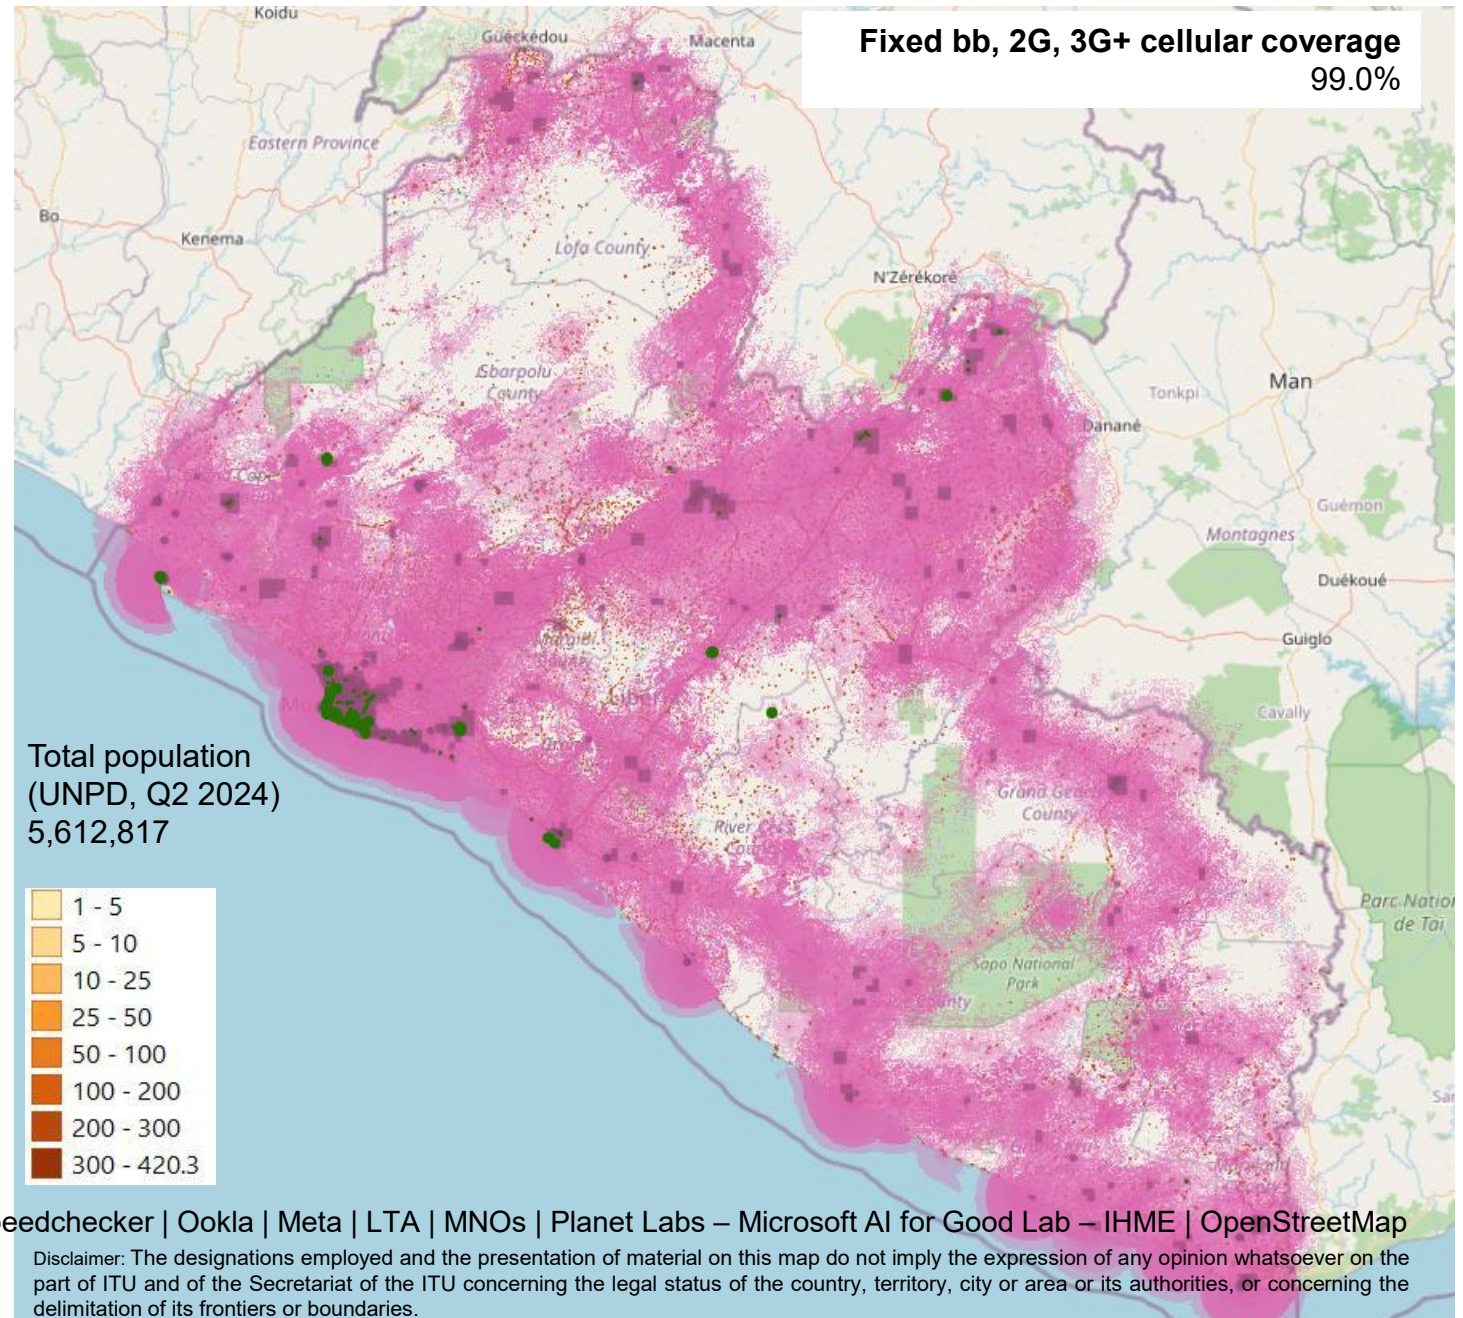 Koidu
Guéckédou
Macenta
Fixed bb, 2G, 3G+ cellular coverage
99.0%
Eastern Province
Bo
Kenema
Lofa County
N'Zérékoré
Gbarpolu
County
Man
Tonkpi
Danané
Guémon
Montagnes
Duékoué
Guiglo
Cavally
Total population
(UNPD, Q2 2024)
5,612,817
Grand Gedeh
County
River Cess
County
Parc Nation
de Taï
Sapo National
Park
County
1 - 5
5 - 10
10 - 25
25 - 50
50 - 100
100 - 200
200 - 300
300 - 420.3
eedchecker | Ookla | Meta | LTA | MNOs | Planet Labs – Microsoft AI for Good Lab – IHME | OpenStreetMap
Disclaimer: The designations employed and the presentation of material on this map do not imply the expression of any opinion whatsoever on the
part of ITU and of the Secretariat of the ITU concerning the legal status of the country, territory, city or area or its authorities, or concerning the
delimitation of its frontiers or boundaries.